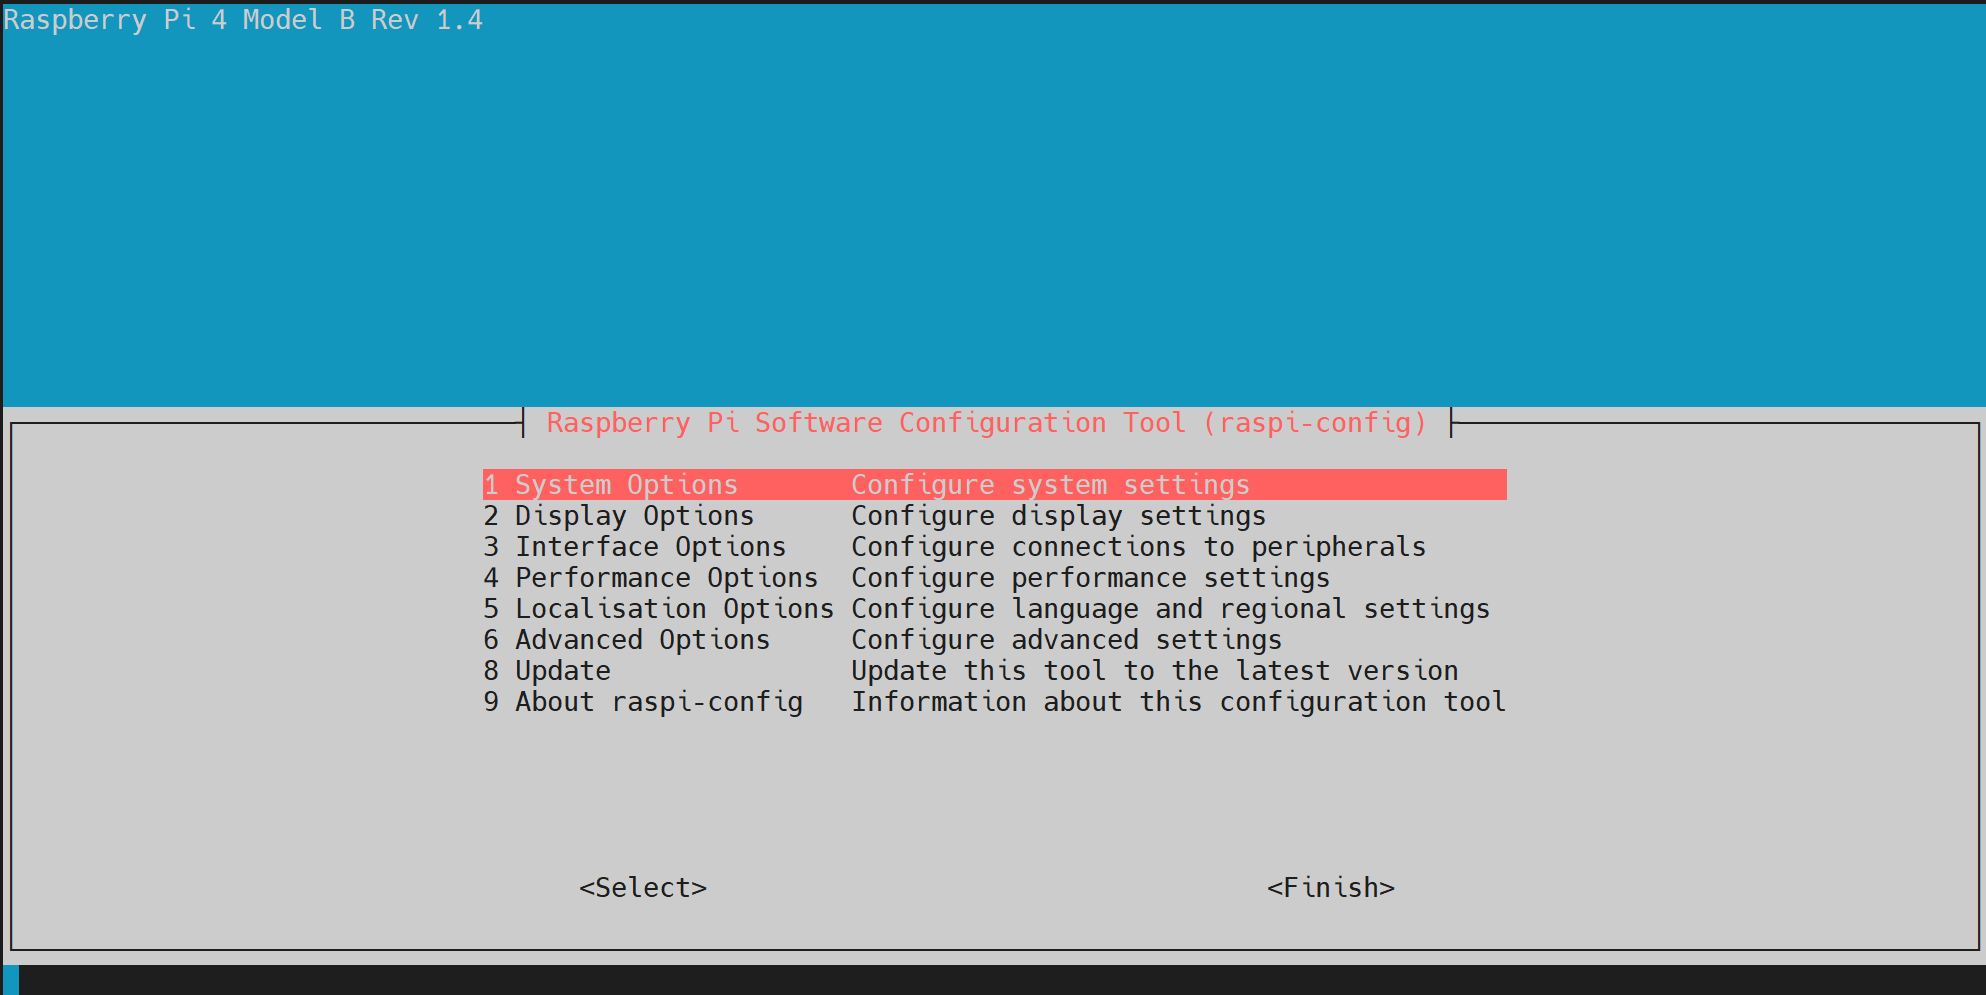 Raspberry Pi 4 Model B Rev 1.4
Raspberry Pi Software Configuration Tool (raspi-config)
1 System Options Configure system settings
2 Display Options Configure display settings
3 Interface Options Configure connections to peripherals
4 Performance Options Configure performance settings
5 Localisation Options Configure language and regional settings
6 Advanced Options Configure advanced settings
8 Update Update this tool to the latest version
9 About raspi-config Information about this configuration tool
<Select> <Finish>